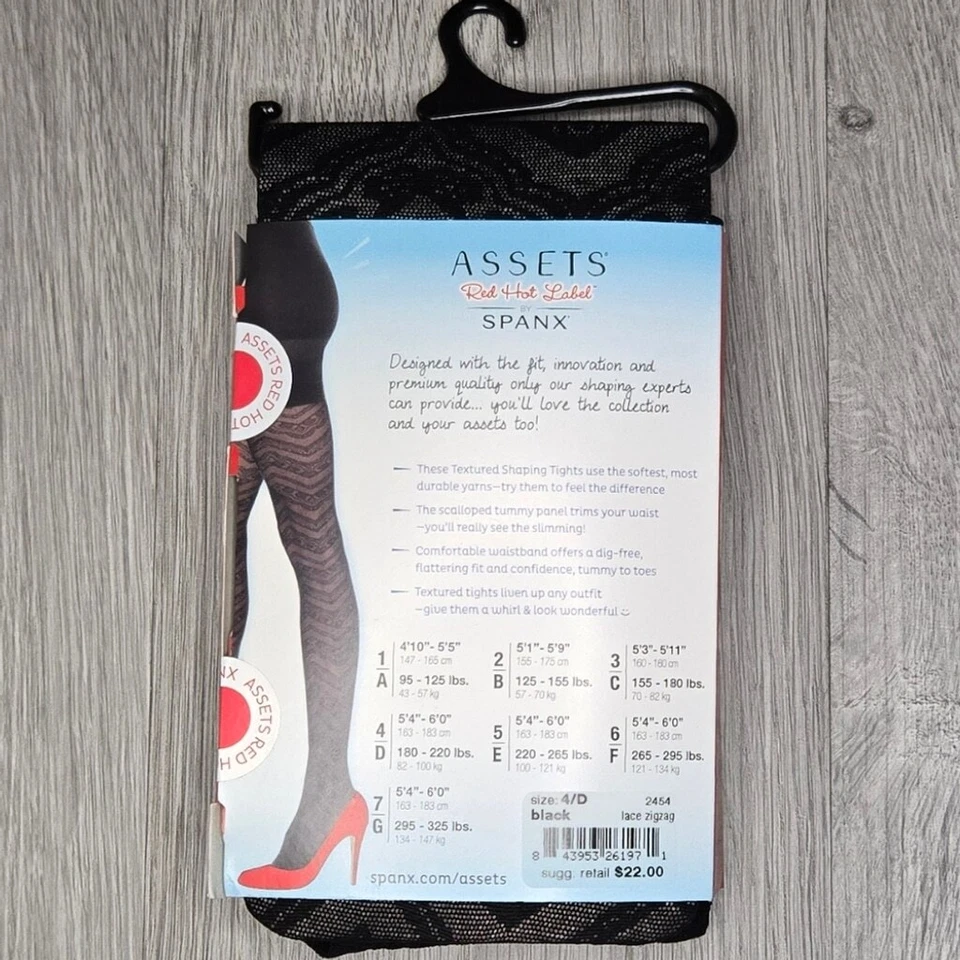 ASSETS®
Red Hot Label™
BY
SPANX®
Designed with the fit, innovation and
premium quality only our shaping experts
can provide... you'll love the collection
and your assets too!
— These Textured Shaping Tights use the softest, most
durable yarns—try them to feel the difference
— The scalloped tummy panel trims your waist
—you'll really see the slimming!
— Comfortable waistband offers a dig-free,
flattering fit and confidence, tummy to toes
— Textured tights liven up any outfit
—give them a whirl & look wonderful
ASSETS RED HOT
ASSETS RED H
1
A
4'10"- 5'5"
147 - 165 cm
95 - 125 lbs.
43 - 57 kg
2
B
5'1"- 5'9"
155 - 175 cm
125 - 155 lbs.
57 - 70 kg
3
C
5'3"- 5'11"
160 - 180 cm
155 - 180 lbs.
70 - 82 kg
4
D
5'4"- 6'0"
163 - 183 cm
180 - 220 lbs.
82 - 100 kg
5
E
5'4"- 6'0"
163 - 183 cm
220 - 265 lbs.
100 - 121 kg
6
F
5'4"- 6'0"
163 - 183 cm
265 - 295 lbs.
121 - 134 kg
7
G
5'4"- 6'0"
163 - 183 cm
295 - 325 lbs.
134 - 147 kg
size: 4/D 2454
black lace zigzag
8 43953 26197 1
sugg. retail $22.00
spanx.com/assets